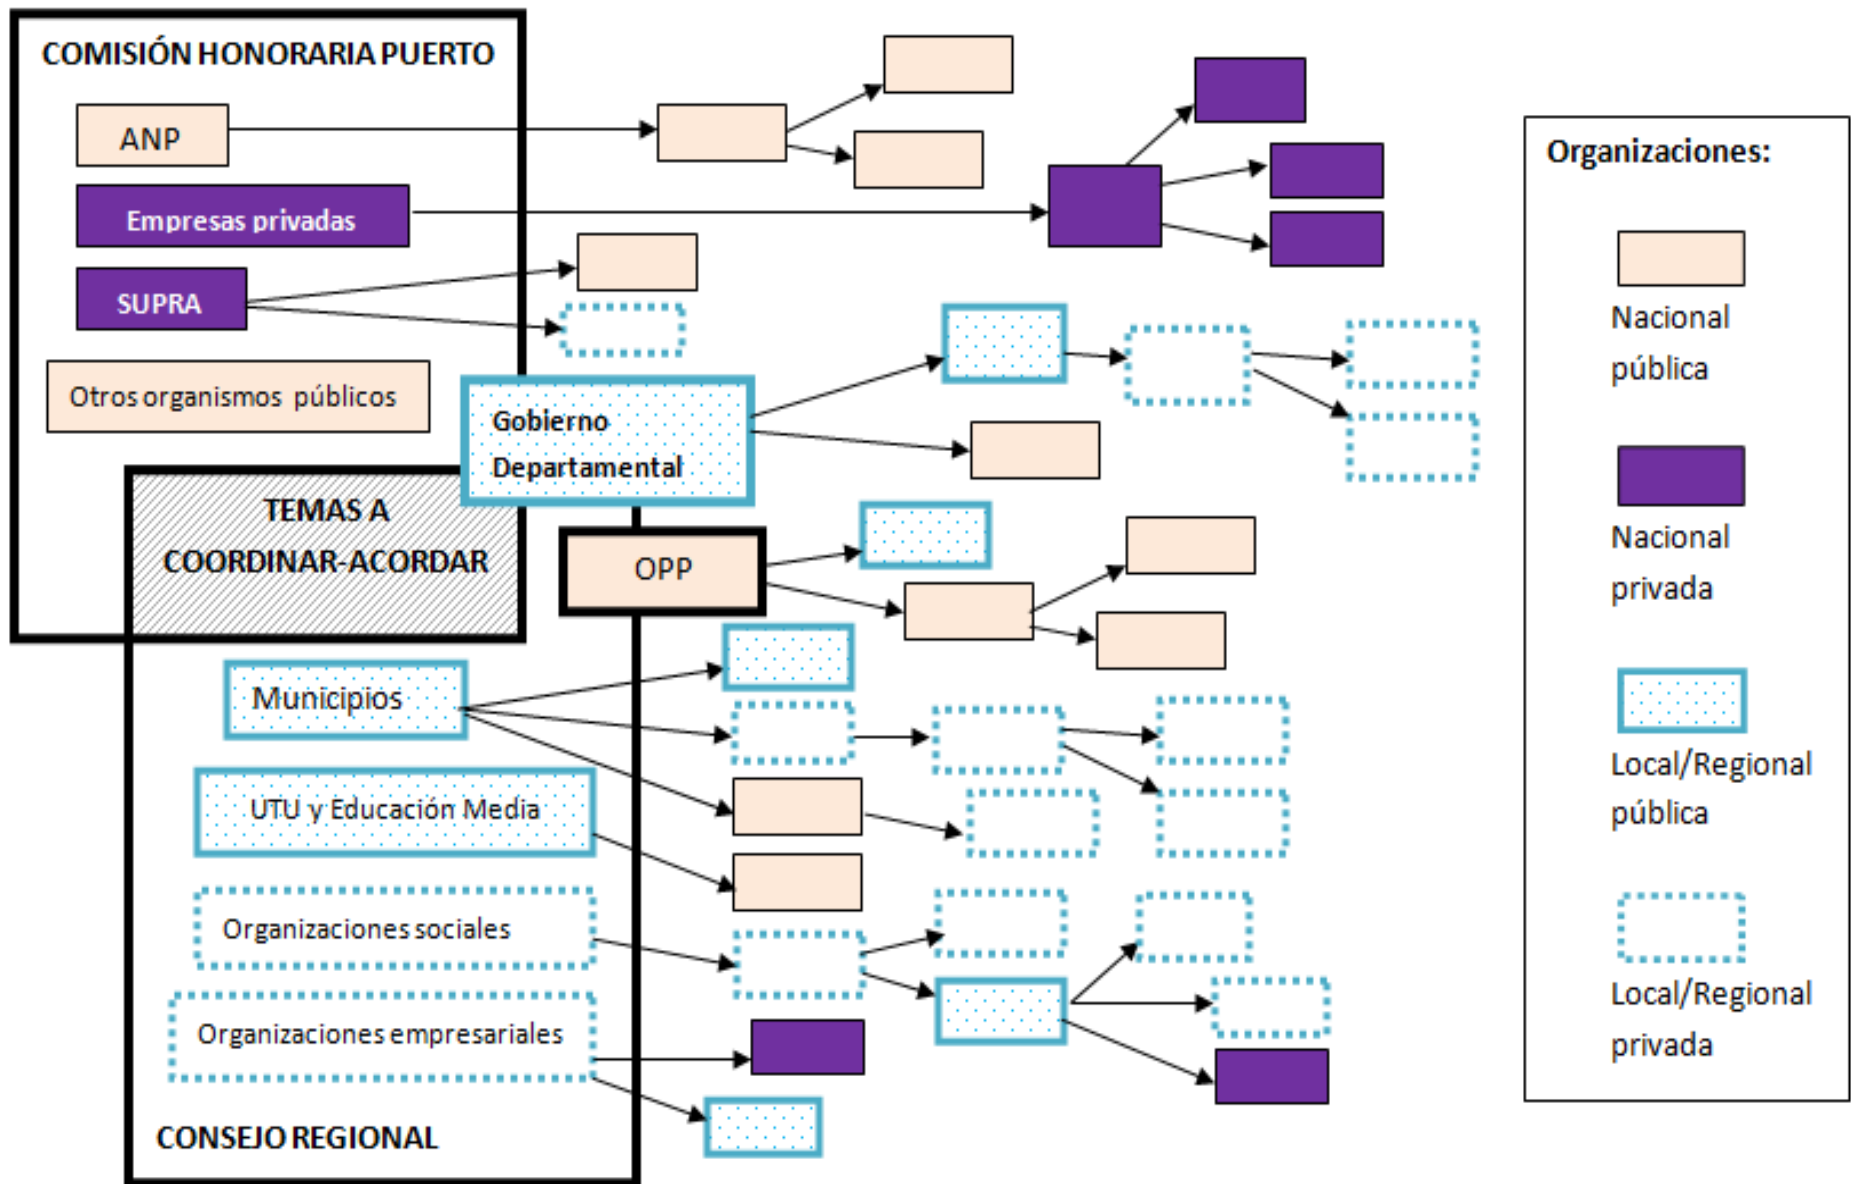 COMISIÓN HONORARIA PUERTO
ANP
Empresas privadas
SUPRA
Otros organismos públicos
Gobierno
Departamental
TEMAS A
COORDINAR-ACORDAR
OPP
Municipios
UTU y Educación Media
Organizaciones sociales
Organizaciones empresariales
CONSEJO REGIONAL
Organizaciones:
Nacional
pública
Nacional
privada
Local/Regional
pública
Local/Regional
privada